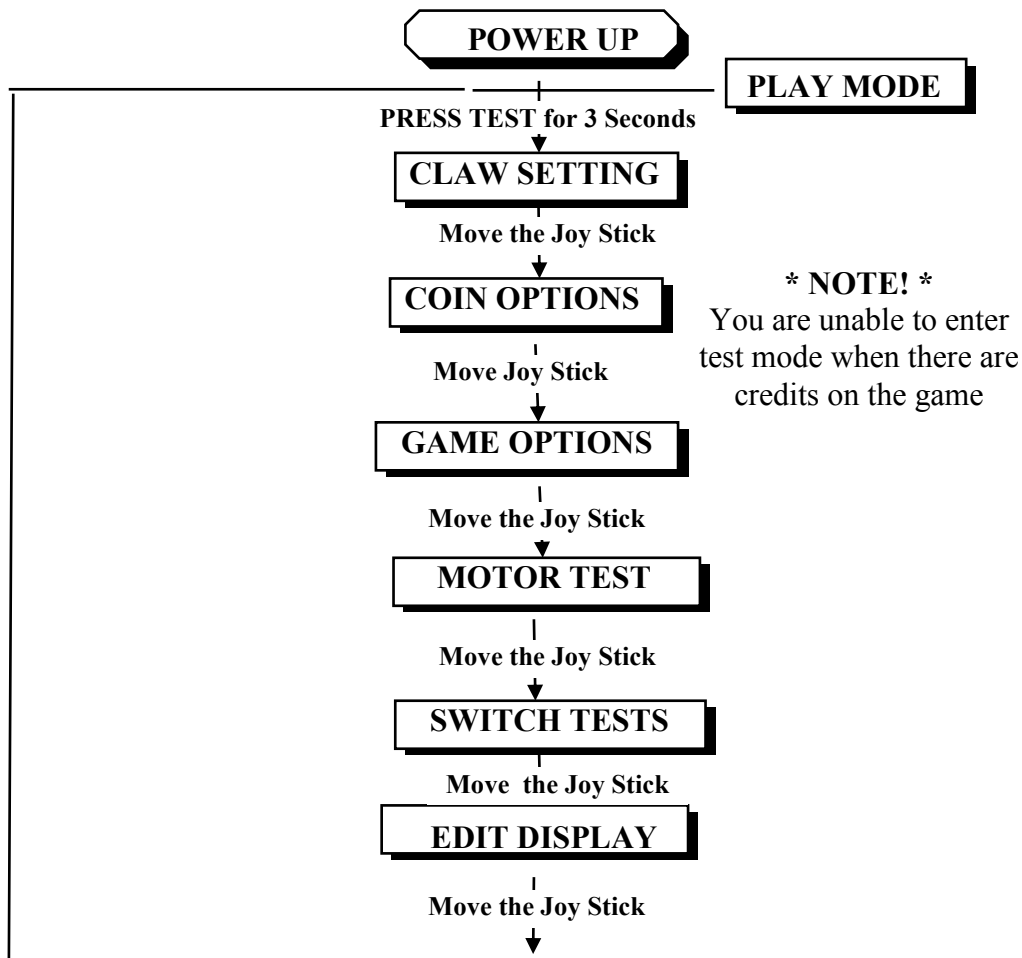 POWER UP
PLAY MODE
PRESS TEST for 3 Seconds
CLAW SETTING
Move the Joy Stick
COIN OPTIONS
* NOTE! *
You are unable to enter
test mode when there are
credits on the game
Move Joy Stick
GAME OPTIONS
Move the Joy Stick
MOTOR TEST
Move the Joy Stick
SWITCH TESTS
Move the Joy Stick
EDIT DISPLAY
Move the Joy Stick